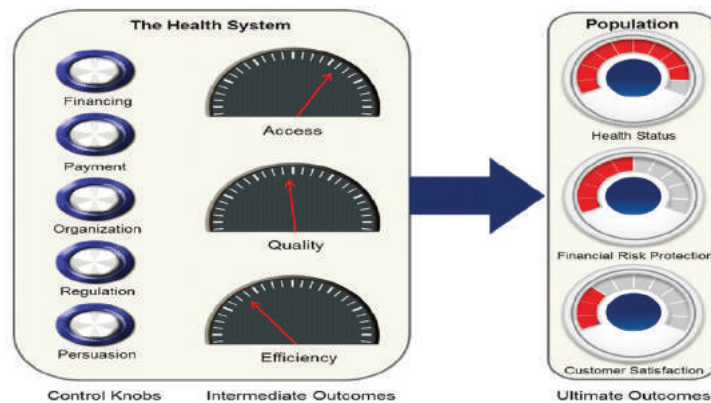 The Health System
Financing
Payment
Organization
Regulation
Persuasion
Access
Quality
Efficiency
Population
Health Status
Financial Risk Protection
Customer Satisfaction
Control Knobs
Intermediate Outcomes
Ultimate Outcomes